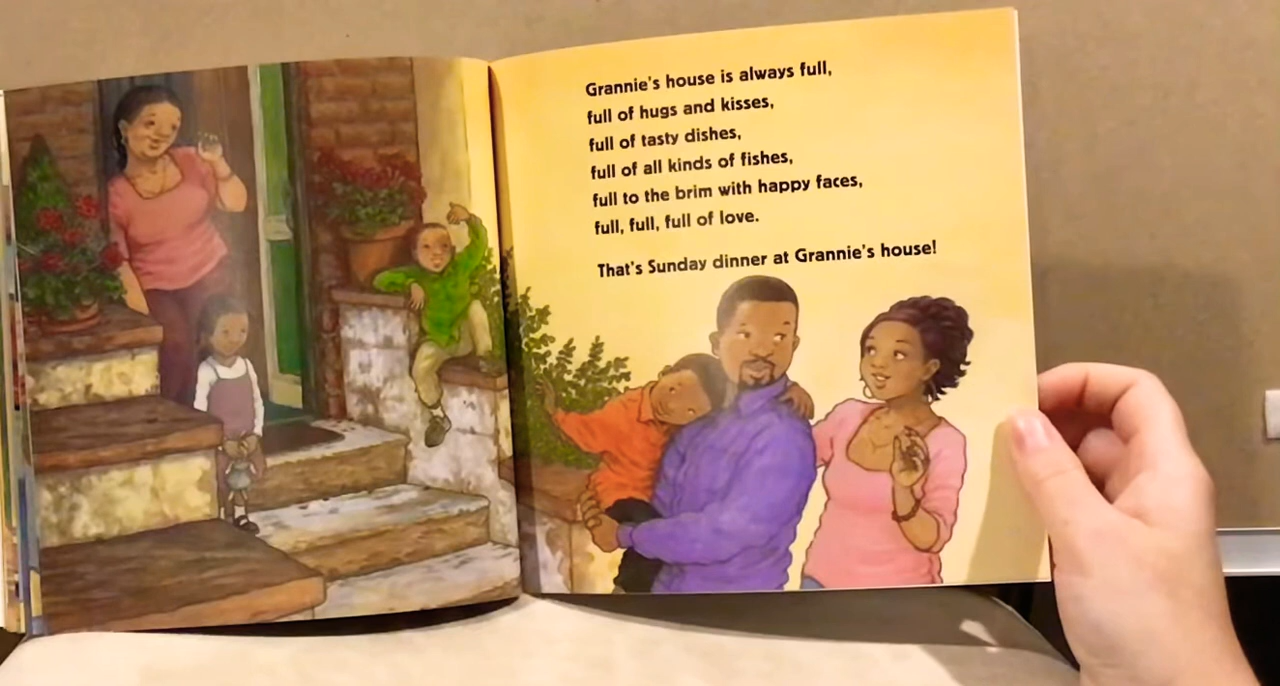 Grannie's house is always full,
full of hugs and kisses,
full of tasty dishes,
full of all kinds of fishes,
full to the brim with happy faces,
full, full, full of love.
That's Sunday dinner at Grannie's house!